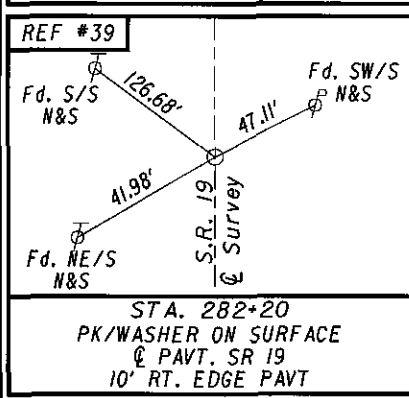 REF #39
Fd. S/S
N&S
T
126.68'
Fd. SW/S
N&S
P
47.11'
41.98'
T
Fd. NE/S
N&S
S.R. 19
℄ Survey
STA. 282+20
PK/WASHER ON SURFACE
℄ PAVT. SR 19
10' RT. EDGE PAVT